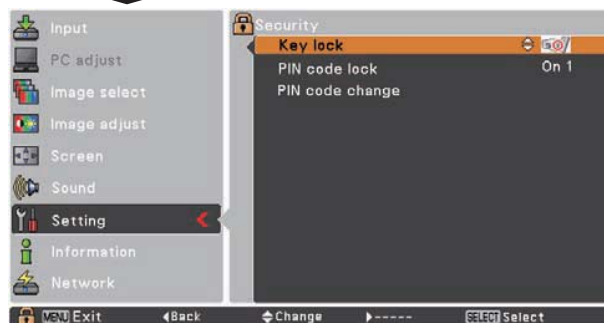 Input
PC adjust
Image select
Image adjust
Screen
Sound
Setting
Information
Network
Security
Key lock
PIN code lock On 1
PIN code change
MENU Exit ◀Back Change ▶----- SELECT Select